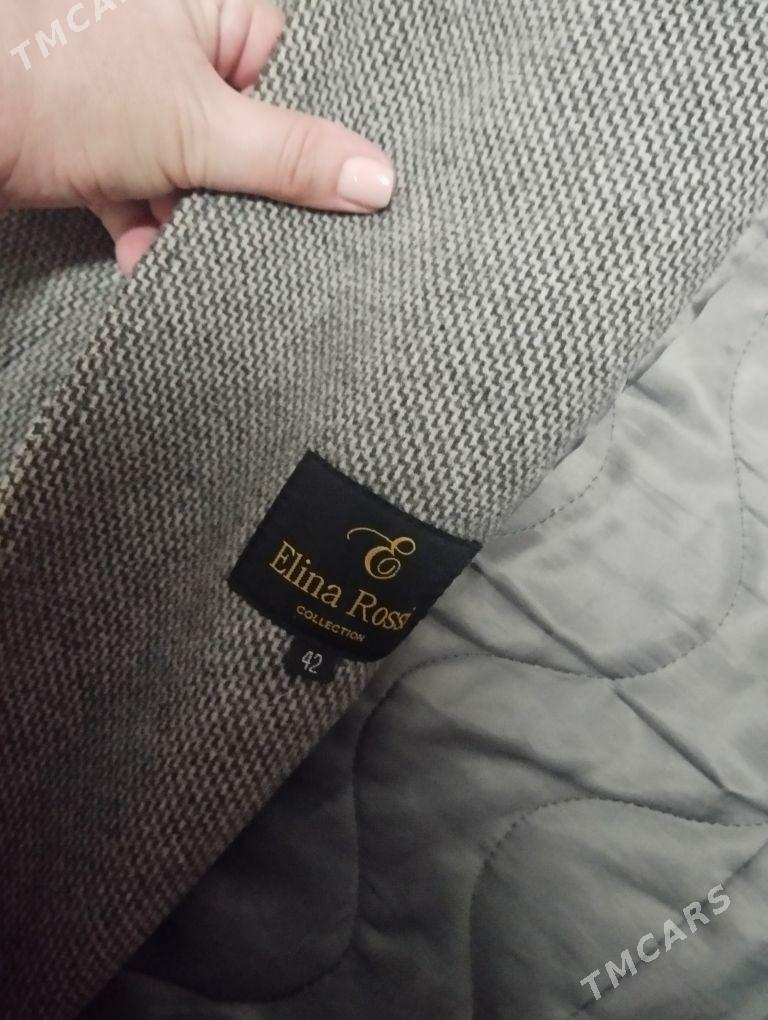 TMCARS
E
Elina Rossi
COLLECTION
42
TMCARS